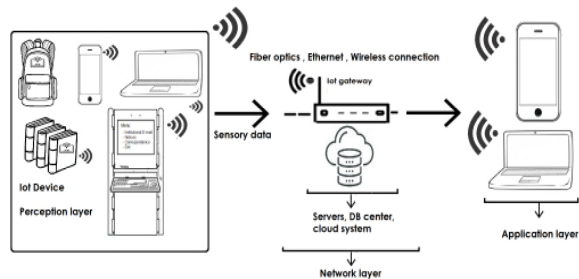 Fiber optics , Ethernet , Wireless connection
Iot gateway
Sensory data
Iot Device
Perception layer
Servers, DB center,
cloud system
Network layer
Application layer